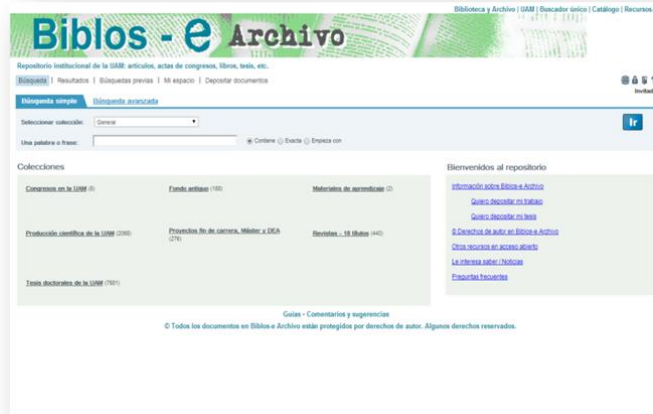 Biblioteca y Archivo | UAM | Buscador único | Catálogo | Recursos
Biblos - e Archivo
Repositorio institucional de la UAM: artículos, actas de congresos, libros, tesis, etc.
Búsqueda | Resultados | Búsquedas previas | Mi espacio | Depositar documentos
Invitad
Búsqueda simple Búsqueda avanzada
Seleccionar colección: General
Ir
Una palabra o frase: Contiene Exacta Empieza con
Colecciones
Congresos en la UAM
Fondo antiguo
Materiales de aprendizaje (2)
Producción científica de la UAM
Proyectos fin de carrera, Máster y DEA
Revistas - 18 títulos (440)
Tesis doctorales de la UAM
Bienvenidos al repositorio
Información sobre Biblos-e Archivo
Quiero depositar mi trabajo
Quiero depositar mi tesis
© Derechos de autor en Biblos-e Archivo
Otros recursos en acceso abierto
Le interesa saber / Noticias
Preguntas frecuentes
Guías - Comentarios y sugerencias
© Todos los documentos en Biblos-e Archivo están protegidos por derechos de autor. Algunos derechos reservados.